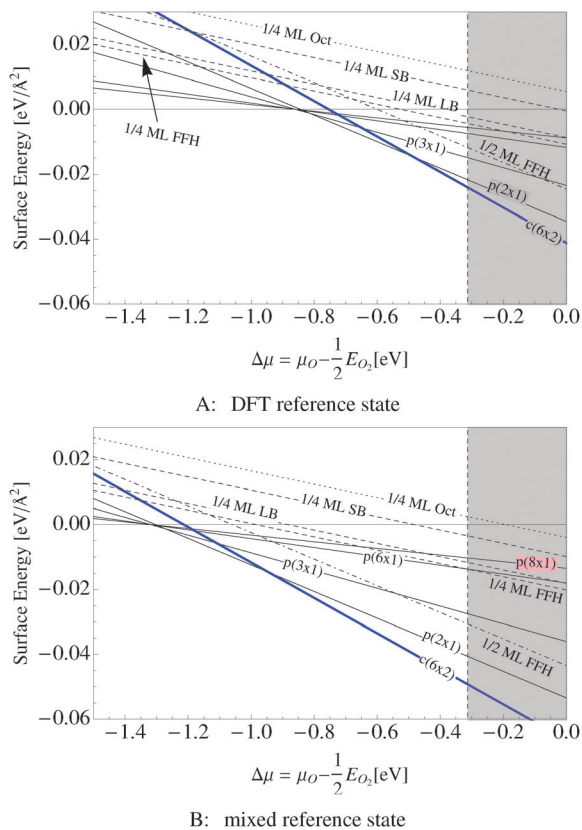 0.02
0.00
−0.02
−0.04
−0.06
Surface Energy [eV/Å²]
1/4 ML Oct
1/4 ML SB
1/4 ML LB
1/4 ML FFH
p(3x1)
1/2 ML FFH
p(2x1)
c(6x2)
−1.4 −1.2 −1.0 −0.8 −0.6 −0.4 −0.2 0.0
Δμ = μO−1/2 EO2[eV]
A: DFT reference state
0.02
0.00
−0.02
−0.04
−0.06
Surface Energy [eV/Å²]
1/4 ML LB
1/4 ML SB
1/4 ML Oct
p(3x1)
p(6x1)
p(8x1)
1/4 ML FFH
p(2x1)
1/2 ML FFH
c(6x2)
−1.4 −1.2 −1.0 −0.8 −0.6 −0.4 −0.2 0.0
Δμ = μO−1/2 EO2[eV]
B: mixed reference state